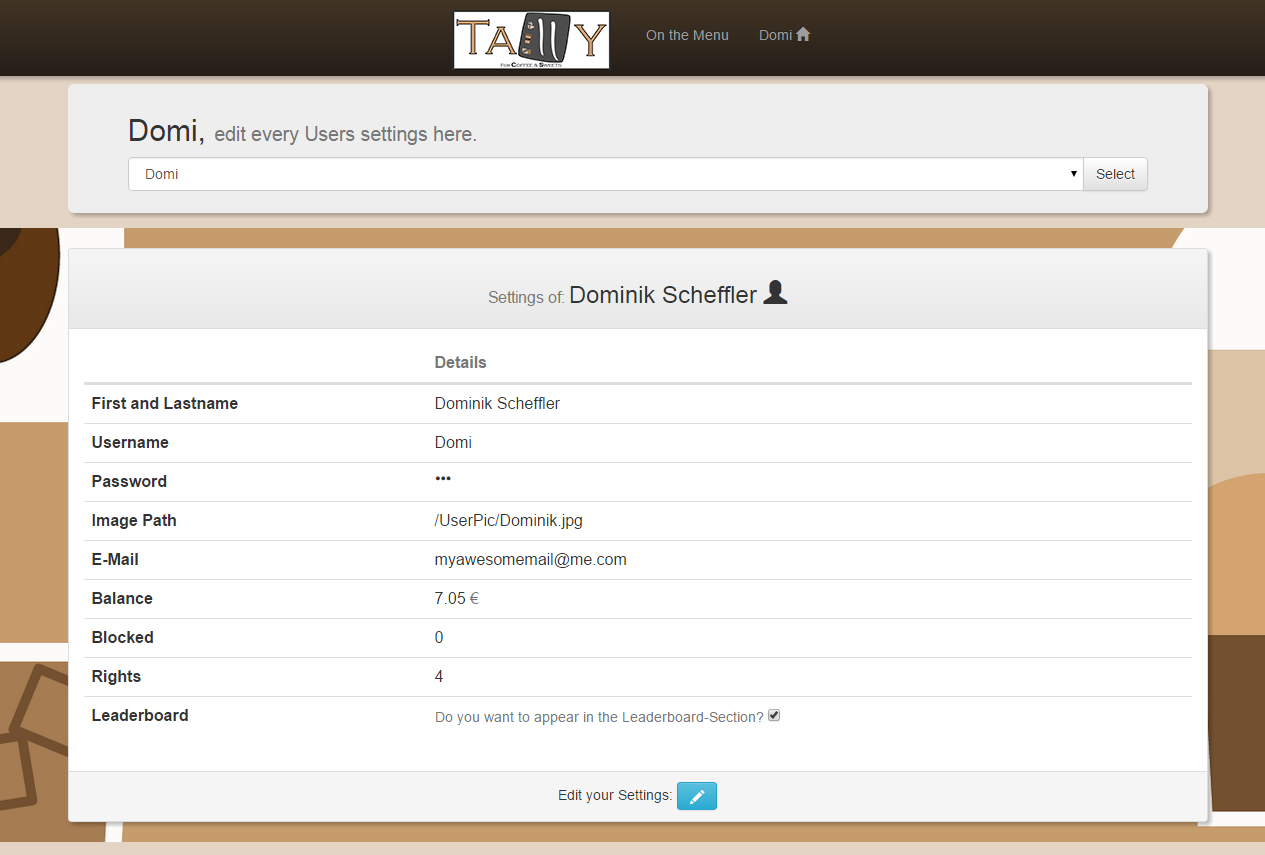 TALLY
FOR COFFEE & SWEETS
On the Menu Domi
Domi, edit every Users settings here.
Domi Select
Settings of: Dominik Scheffler
Details
First and Lastname Dominik Scheffler
Username Domi
Password •••
Image Path /UserPic/Dominik.jpg
E-Mail myawesomemail@me.com
Balance 7.05 €
Blocked 0
Rights 4
Leaderboard Do you want to appear in the Leaderboard-Section?
Edit your Settings: